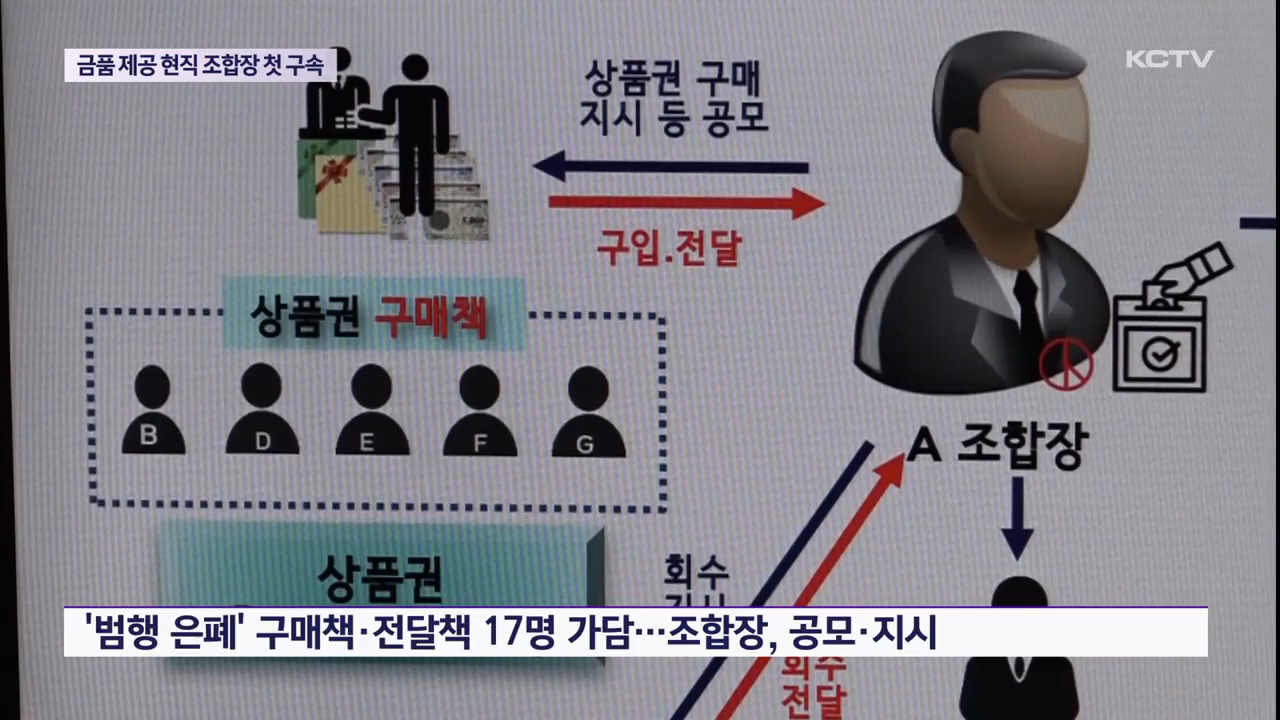 금품 제공 현직 조합장 첫 구속
KCTV
상품권 구매
지시 등 공모
구입.전달
상품권 구매책
B D E F G
A 조합장
상품권
회수
지시
'범행 은폐' 구매책·전달책 17명 가담…조합장, 공모·지시
회수
전달